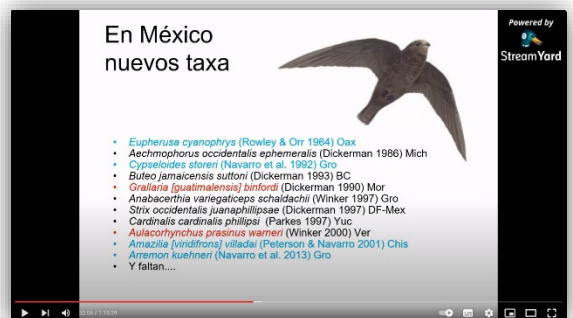 En México
nuevos taxa
Powered by
StreamYard
• Eupherusa cyanophrys (Rowley & Orr 1964) Oax
• Aechmophorus occidentalis ephemeralis (Dickerman 1986) Mich
• Cypseloides storeri (Navarro et al. 1992) Gro
• Buteo jamaicensis suttoni (Dickerman 1993) BC
• Grallaria [guatimalensis] binfordi (Dickerman 1990) Mor
• Anabacerthia variegaticeps schaldachii (Winker 1997) Gro
• Strix occidentalis juanaphillipsae (Dickerman 1997) DF-Mex
• Cardinalis cardinalis phillipsi (Parkes 1997) Yuc
• Aulacorhynchus prasinus warneri (Winker 2000) Ver
• Amazilia [viridifrons] villadai (Peterson & Navarro 2001) Chis
• Arremon kuehneri (Navarro et al. 2013) Gro
• Y faltan....